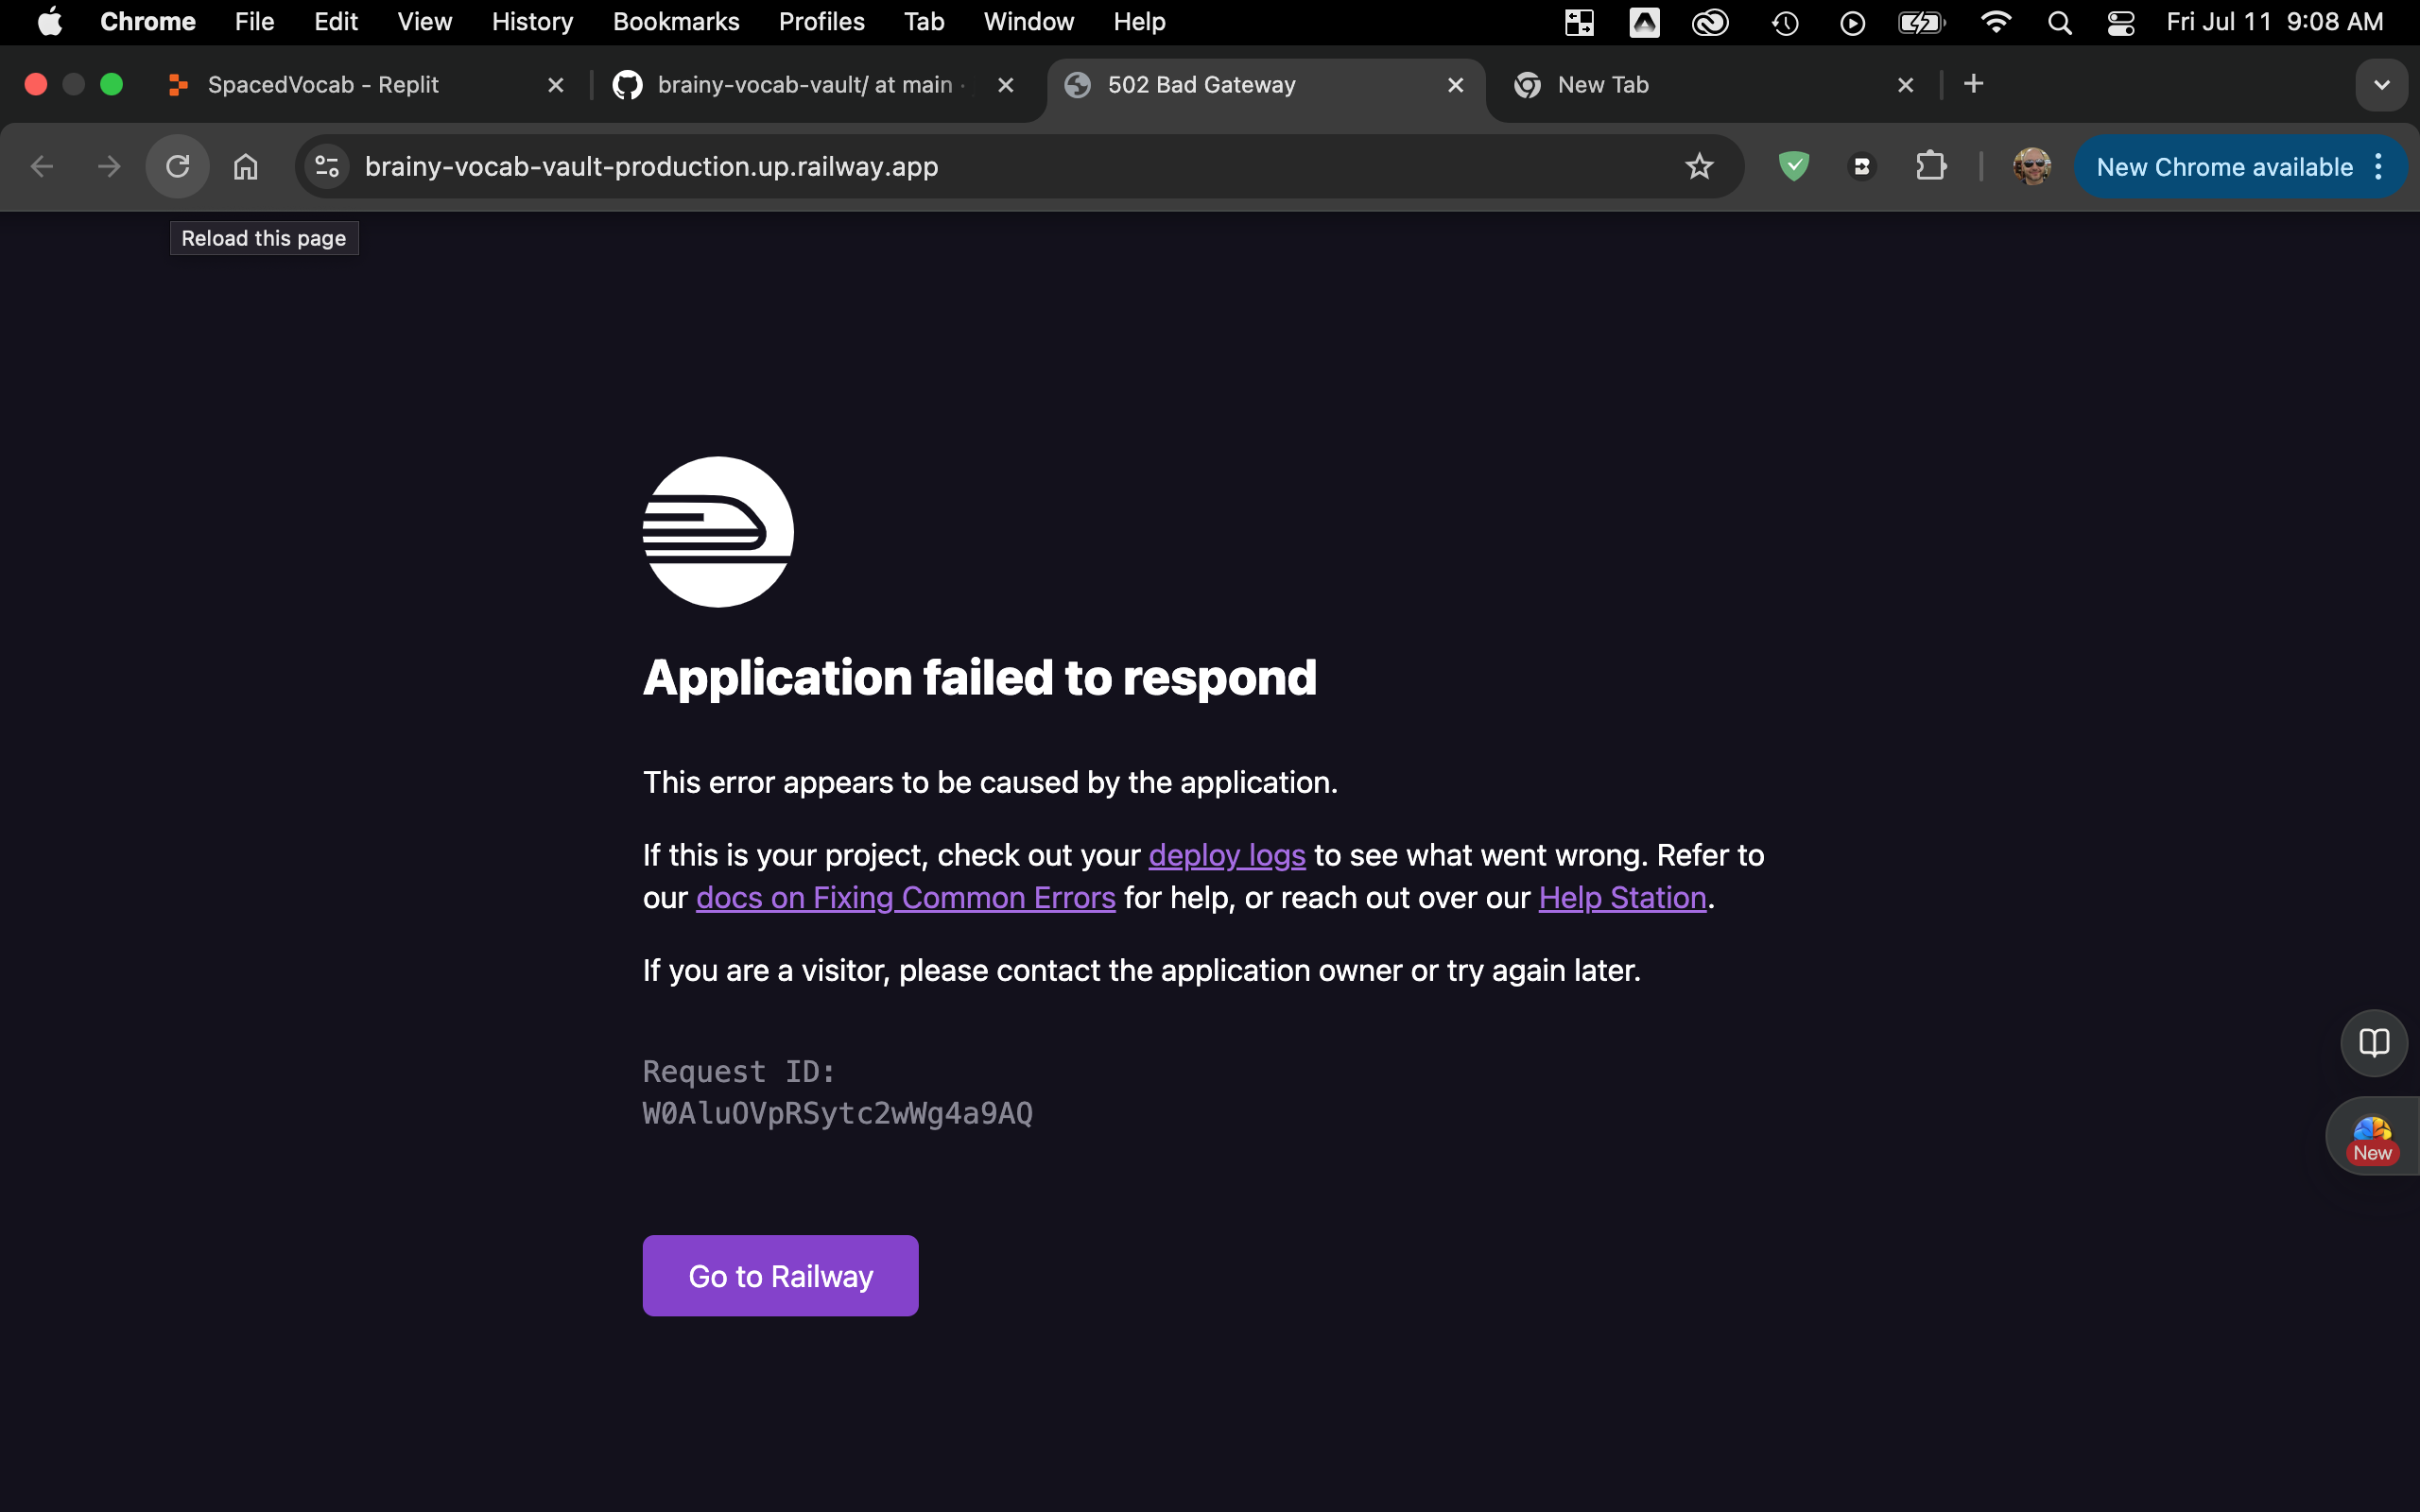 Chrome File Edit View History Bookmarks Profiles Tab Window Help Fri Jul 11 9:08 AM
SpacedVocab - Replit brainy-vocab-vault/ at main · 502 Bad Gateway New Tab
brainy-vocab-vault-production.up.railway.app New Chrome available
Reload this page
Application failed to respond
This error appears to be caused by the application.
If this is your project, check out your deploy logs to see what went wrong. Refer to
our docs on Fixing Common Errors for help, or reach out over our Help Station.
If you are a visitor, please contact the application owner or try again later.
Request ID:
W0AluOVpRSytc2wWg4a9AQ
New
Go to Railway